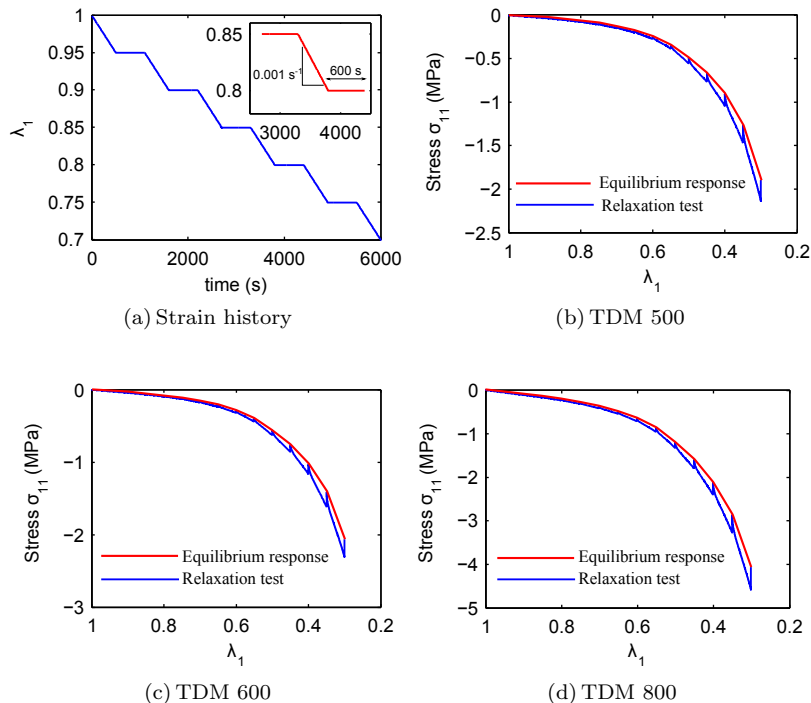 1
0.95
0.9
0.85
0.8
0.75
0.7
λ1
0 2000 4000 6000
time (s)
0.85
0.8
0.001 s-1
600 s
3000 4000
(a) Strain history
0
−0.5
−1
−1.5
−2
−2.5
Stress σ11 (MPa)
Equilibrium response
Relaxation test
1 0.8 0.6 0.4 0.2
λ1
(b) TDM 500
0
−1
−2
−3
Stress σ11 (MPa)
Equilibrium response
Relaxation test
1 0.8 0.6 0.4 0.2
λ1
(c) TDM 600
0
−1
−2
−3
−4
−5
Stress σ11 (MPa)
Equilibrium response
Relaxation test
1 0.8 0.6 0.4 0.2
λ1
(d) TDM 800